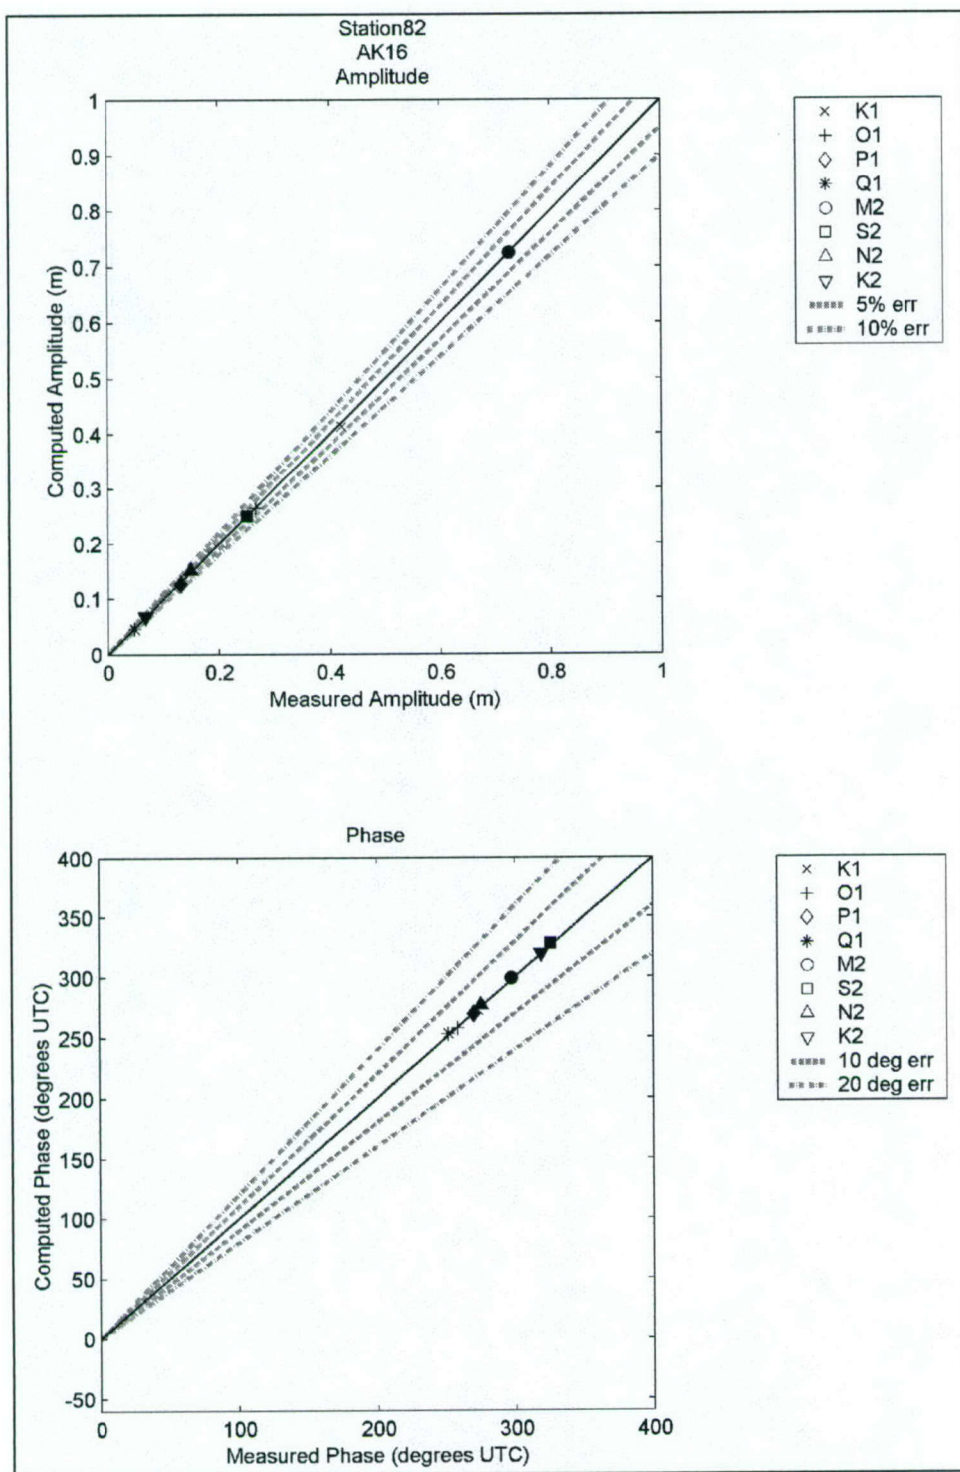 Station82
AK16
Amplitude
1
0.9
0.8
0.7
0.6
0.5
0.4
0.3
0.2
0.1
0
Computed Amplitude (m)
0
0.2
0.4
0.6
0.8
1
Measured Amplitude (m)
K1
O1
P1
Q1
M2
S2
N2
K2
5% err
10% err
Phase
400
350
300
250
200
150
100
50
0
-50
Computed Phase (degrees UTC)
0
100
200
300
400
Measured Phase (degrees UTC)
K1
O1
P1
Q1
M2
S2
N2
K2
10 deg err
20 deg err